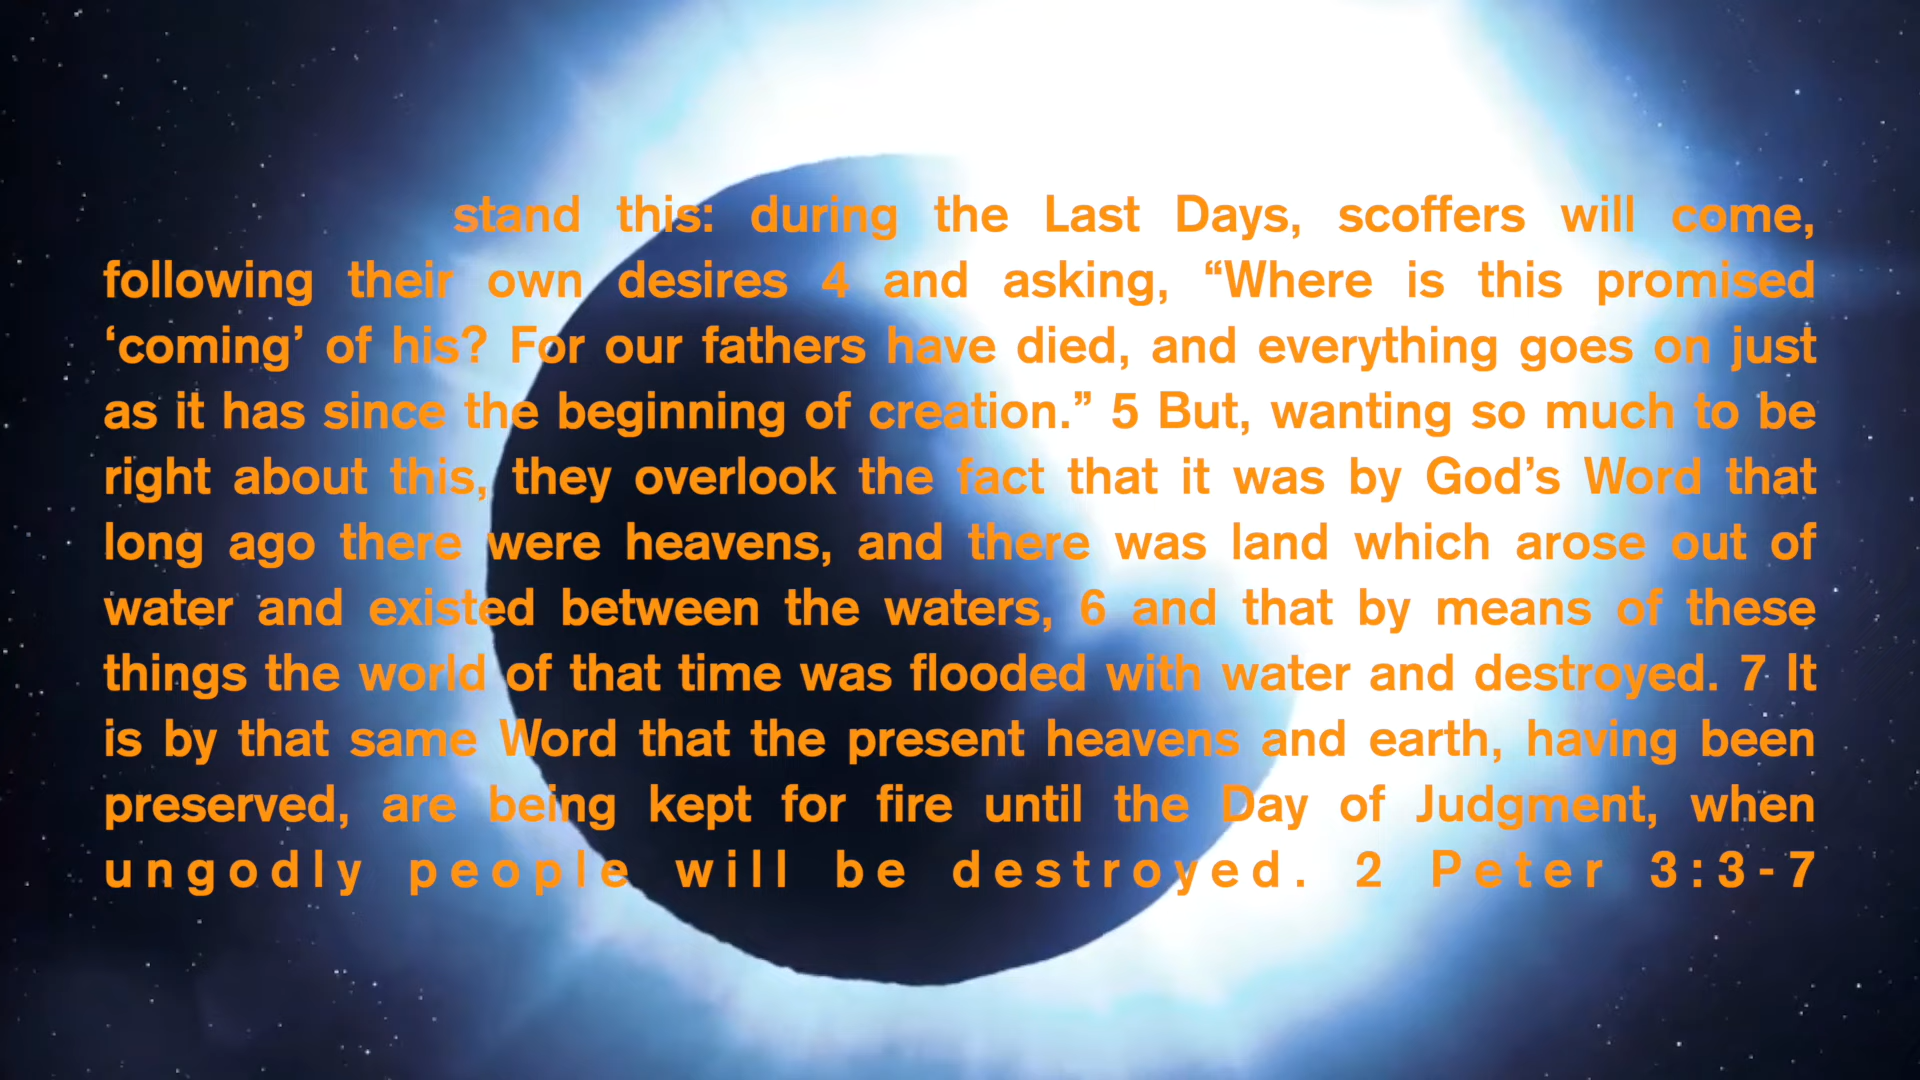 stand this: during the Last Days, scoffers will come,
following their own desires 4 and asking, “Where is this promised
‘coming’ of his? For our fathers have died, and everything goes on just
as it has since the beginning of creation.” 5 But, wanting so much to be
right about this, they overlook the fact that it was by God’s Word that
long ago there were heavens, and there was land which arose out of
water and existed between the waters, 6 and that by means of these
things the world of that time was flooded with water and destroyed. 7 It
is by that same Word that the present heavens and earth, having been
preserved, are being kept for fire until the Day of Judgment, when
ungodly people will be destroyed. 2 Peter 3:3-7